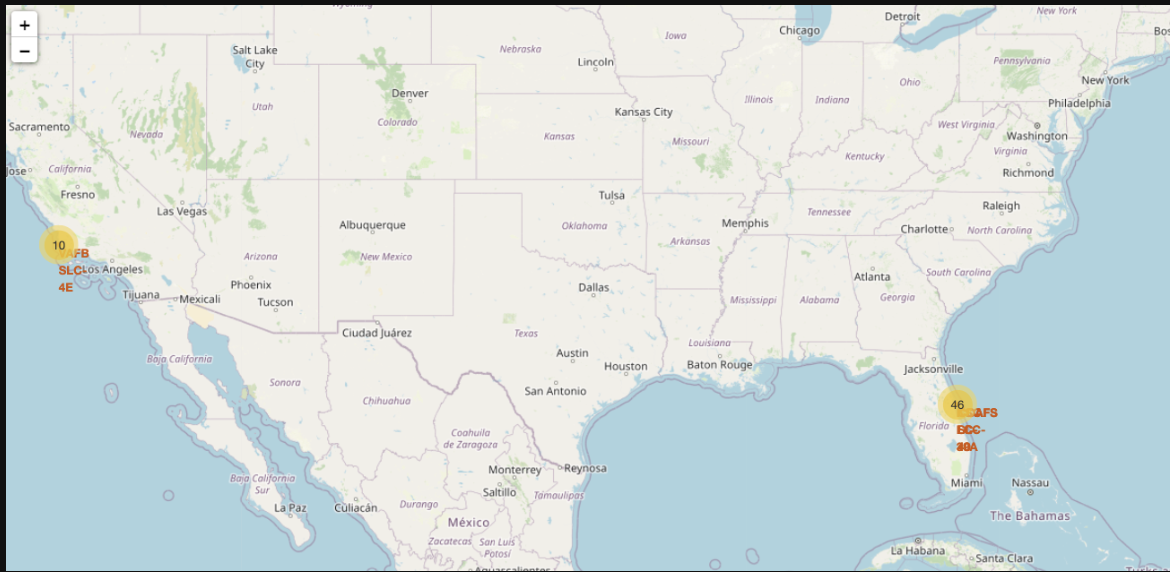 +
−
Wyoming
Chicago
Detroit
New York
Salt Lake
City
Nebraska
Iowa
Lincoln
Pennsylvania
New York
Denver
Utah
Colorado
Illinois
Indiana
Ohio
Philadelphia
Sacramento
Nevada
Kansas
Kansas City
Missouri
West Virginia
Washington
Virginia
Kentucky
Richmond
Jose
California
Fresno
Las Vegas
Tulsa
Raleigh
Albuquerque
Oklahoma
Memphis
Tennessee
Charlotte
North Carolina
10
AFB
SLC-
4E
Los Angeles
Arizona
New Mexico
Arkansas
South Carolina
Phoenix
Tucson
Dallas
Atlanta
Georgia
Tijuana
Mexicali
Mississippi
Alabama
Ciudad Juárez
Texas
Louisiana
Baja California
Austin
Houston
Baton Rouge
Jacksonville
Sonora
San Antonio
Chihuahua
46
AFS
Florida
Coahuila
de Zaragoza
Monterrey
Reynosa
Miami
Nassau
Baja California
Sur
Saltillo
Tamaulipas
La Paz
Culiacán
Durango
México
The Bahamas
Zacatecas
San Luis
Potosí
La Habana
Santa Clara
Aguascalientes